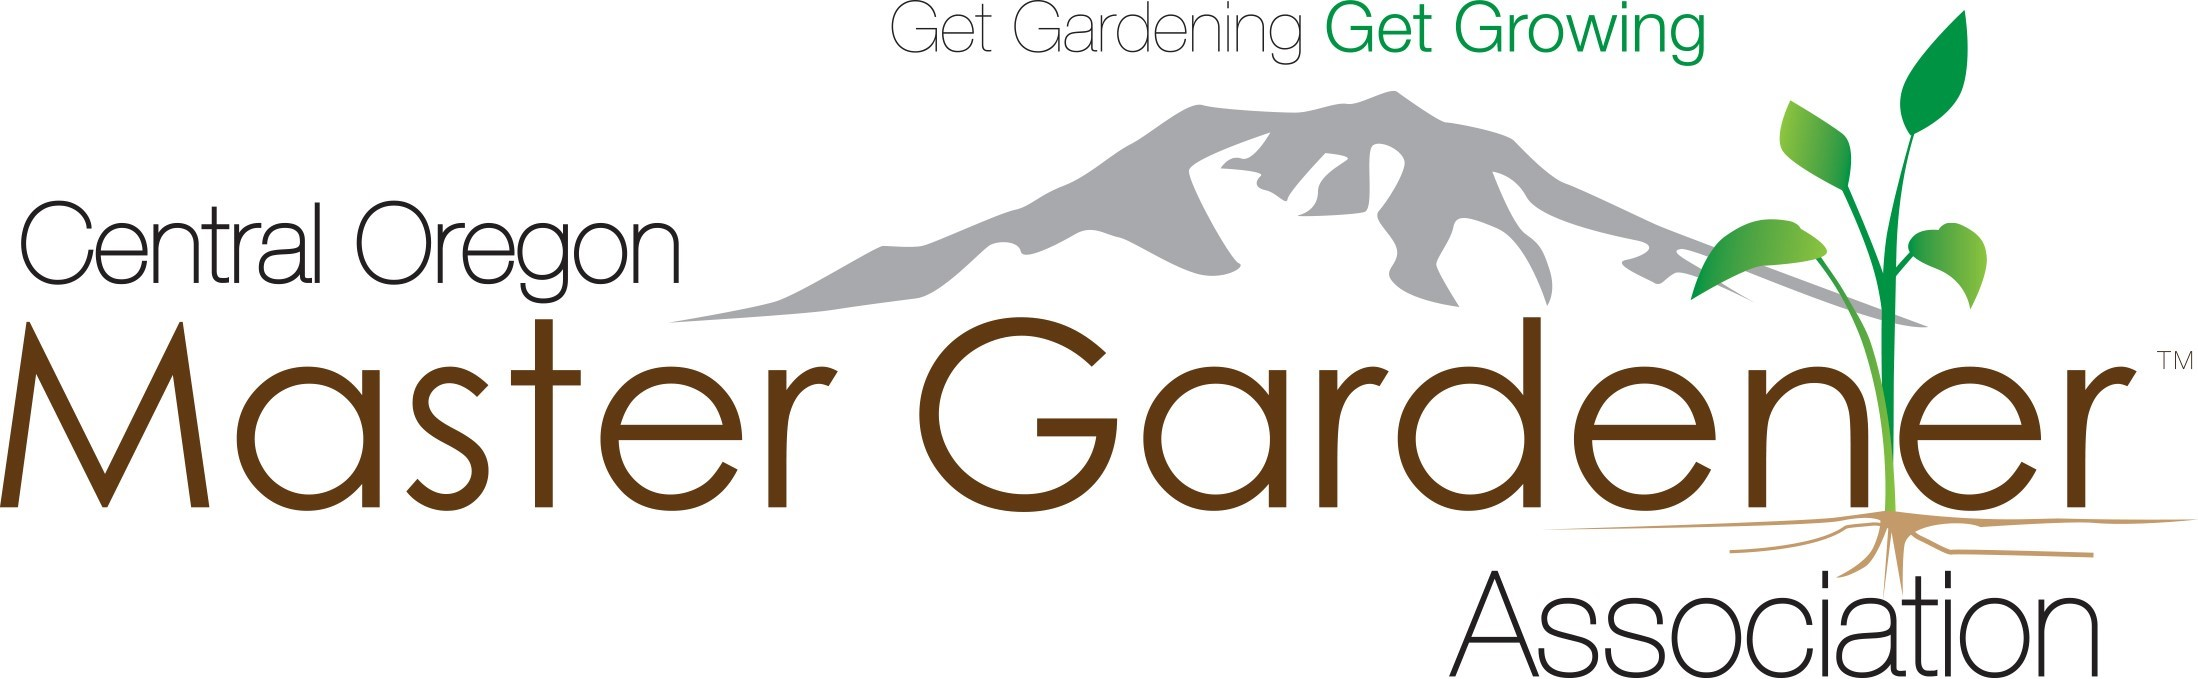 Get Gardening Get Growing
Central Oregon
Master Gardener™
Association